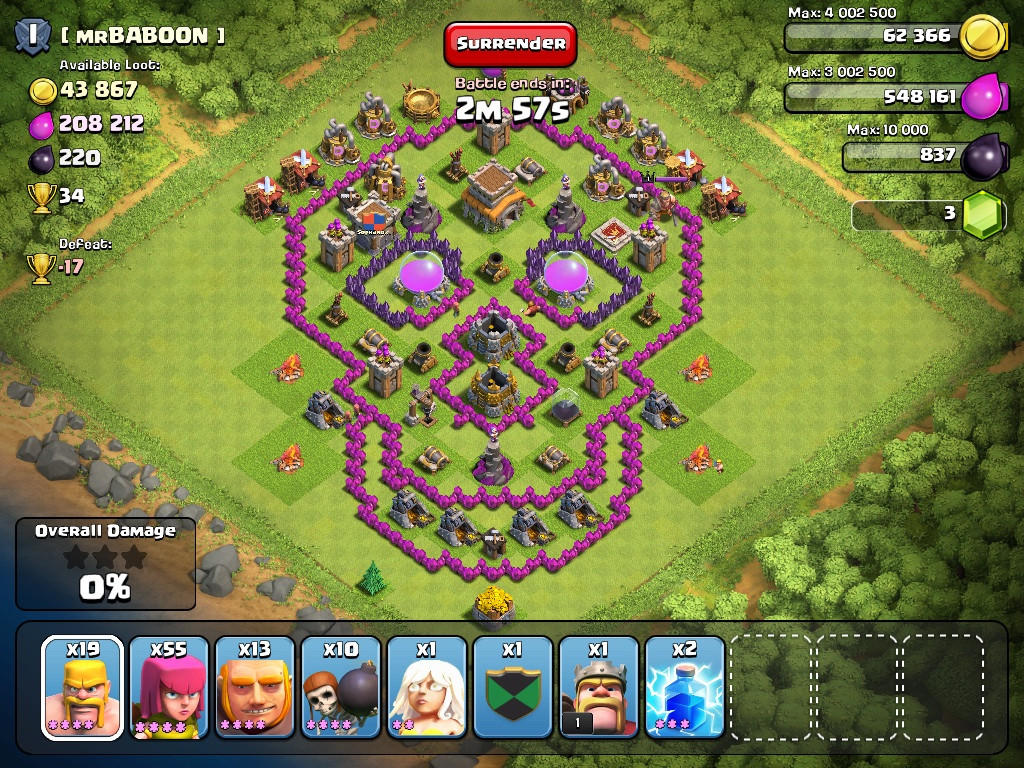 I [ mrBABOON ]
Available Loot:
43 867
208 212
220
34
Defeat:
-17
Surrender
Battle ends in:
2M 57s
Max: 4 002 500
62 366
Max: 3 002 500
548 161
Max: 10 000
837
3
Overall Damage
0%
x19
x55
x13
x10
x1
x1
x1
x2
1